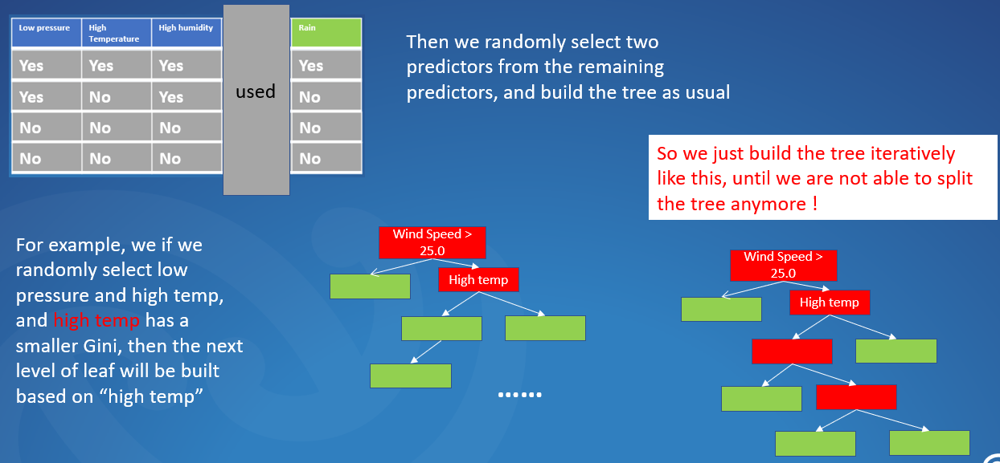 Low pressure High Temperature High humidity Rain
Yes Yes Yes Yes
Yes No Yes No
No No No No
No No No No
used
Then we randomly select two
predictors from the remaining
predictors, and build the tree as usual
So we just build the tree iteratively
like this, until we are not able to split
the tree anymore !
For example, we if we
randomly select low
pressure and high temp,
and high temp has a
smaller Gini, then the next
level of leaf will be built
based on “high temp”
Wind Speed >
25.0
High temp
......
Wind Speed >
25.0
High temp